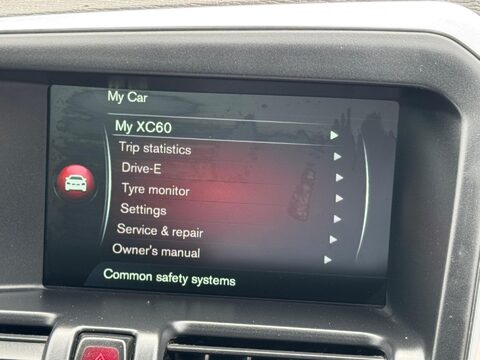 My Car
My XC60
Trip statistics
Drive-E
Tyre monitor
Settings
Service & repair
Owner's manual
Common safety systems